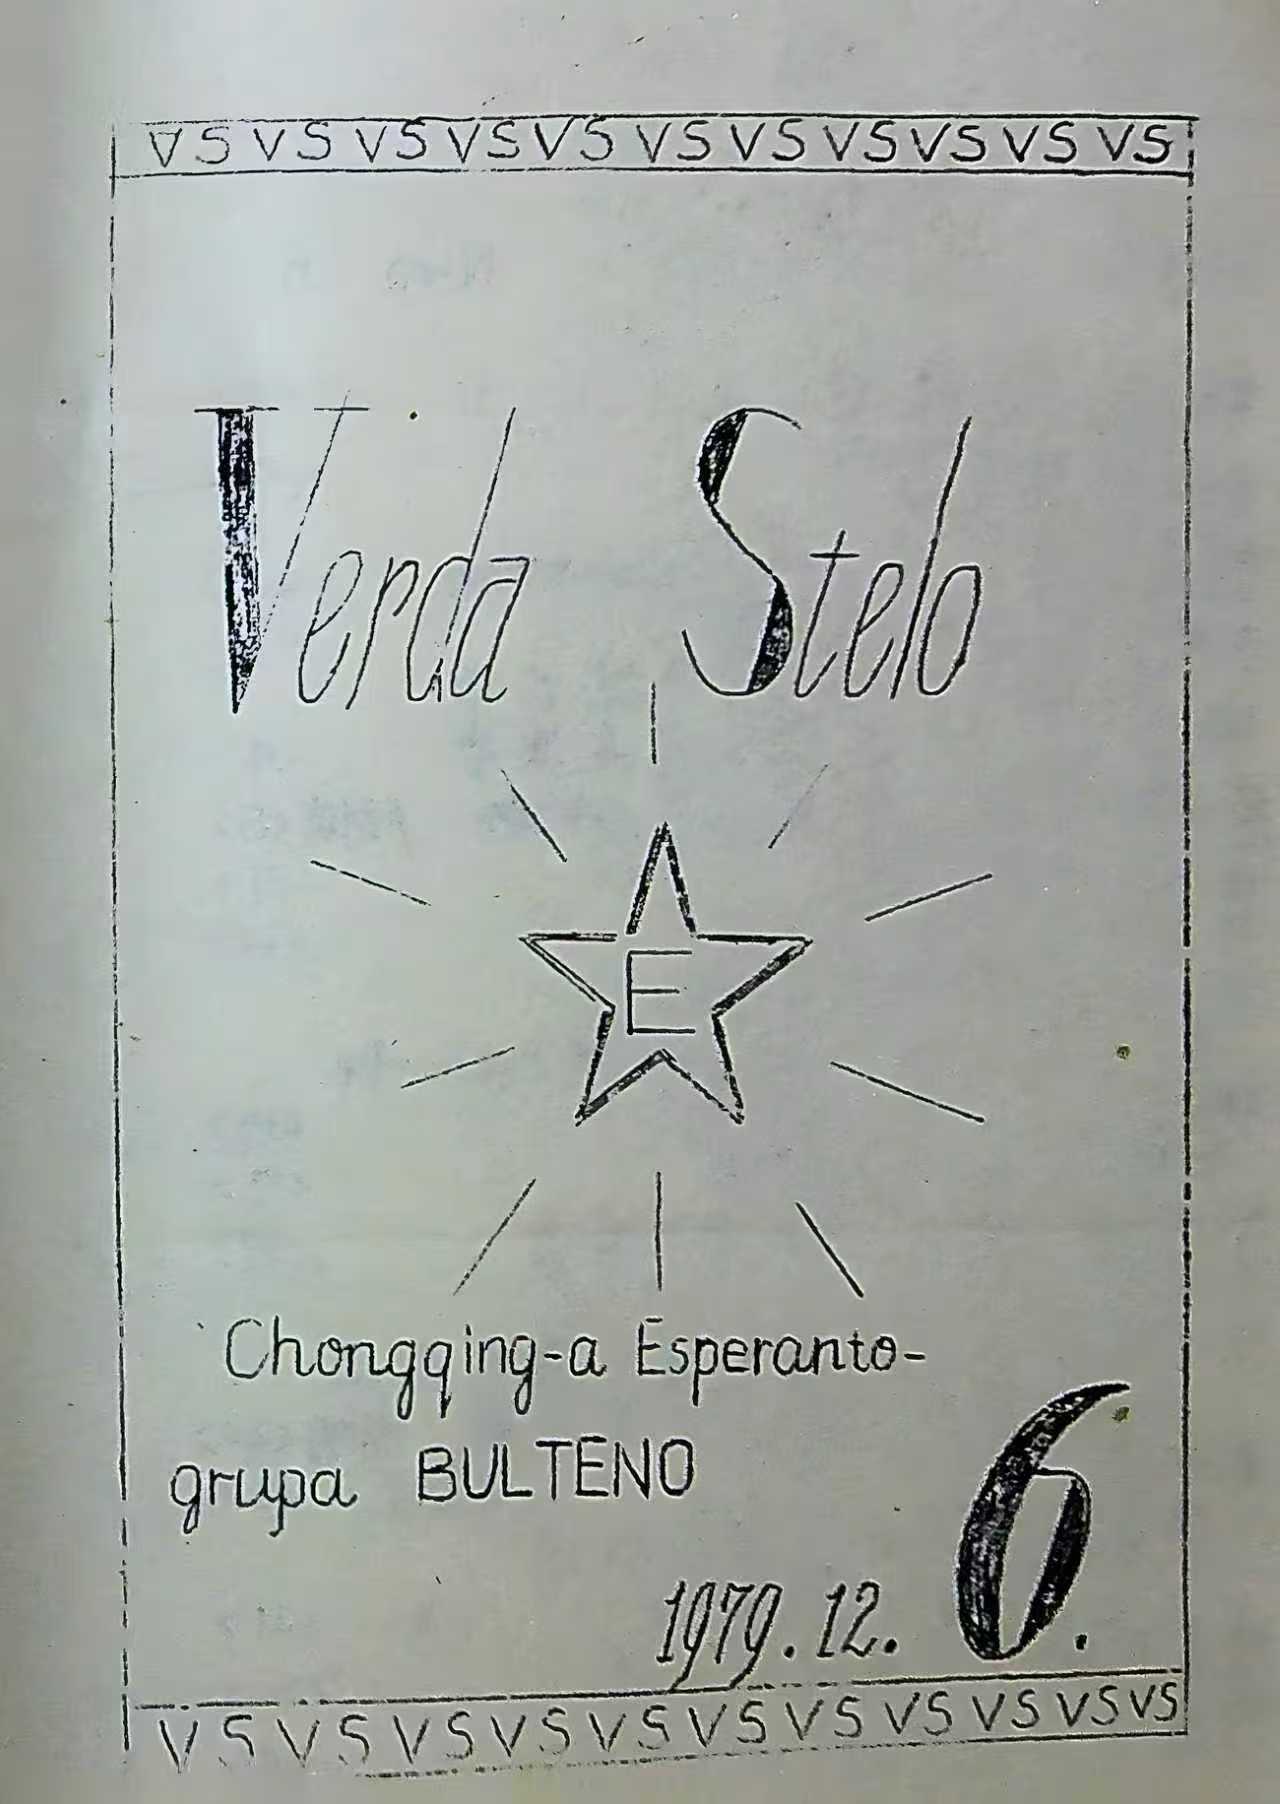 VS VS VS VS VS VS VS VS VS VS VS
Verda Stelo
E
Chongqing-a Esperanto-
grupa BULTENO
6.
1979.12.
VS VS VS VS VS VS VS VS VS VS VS